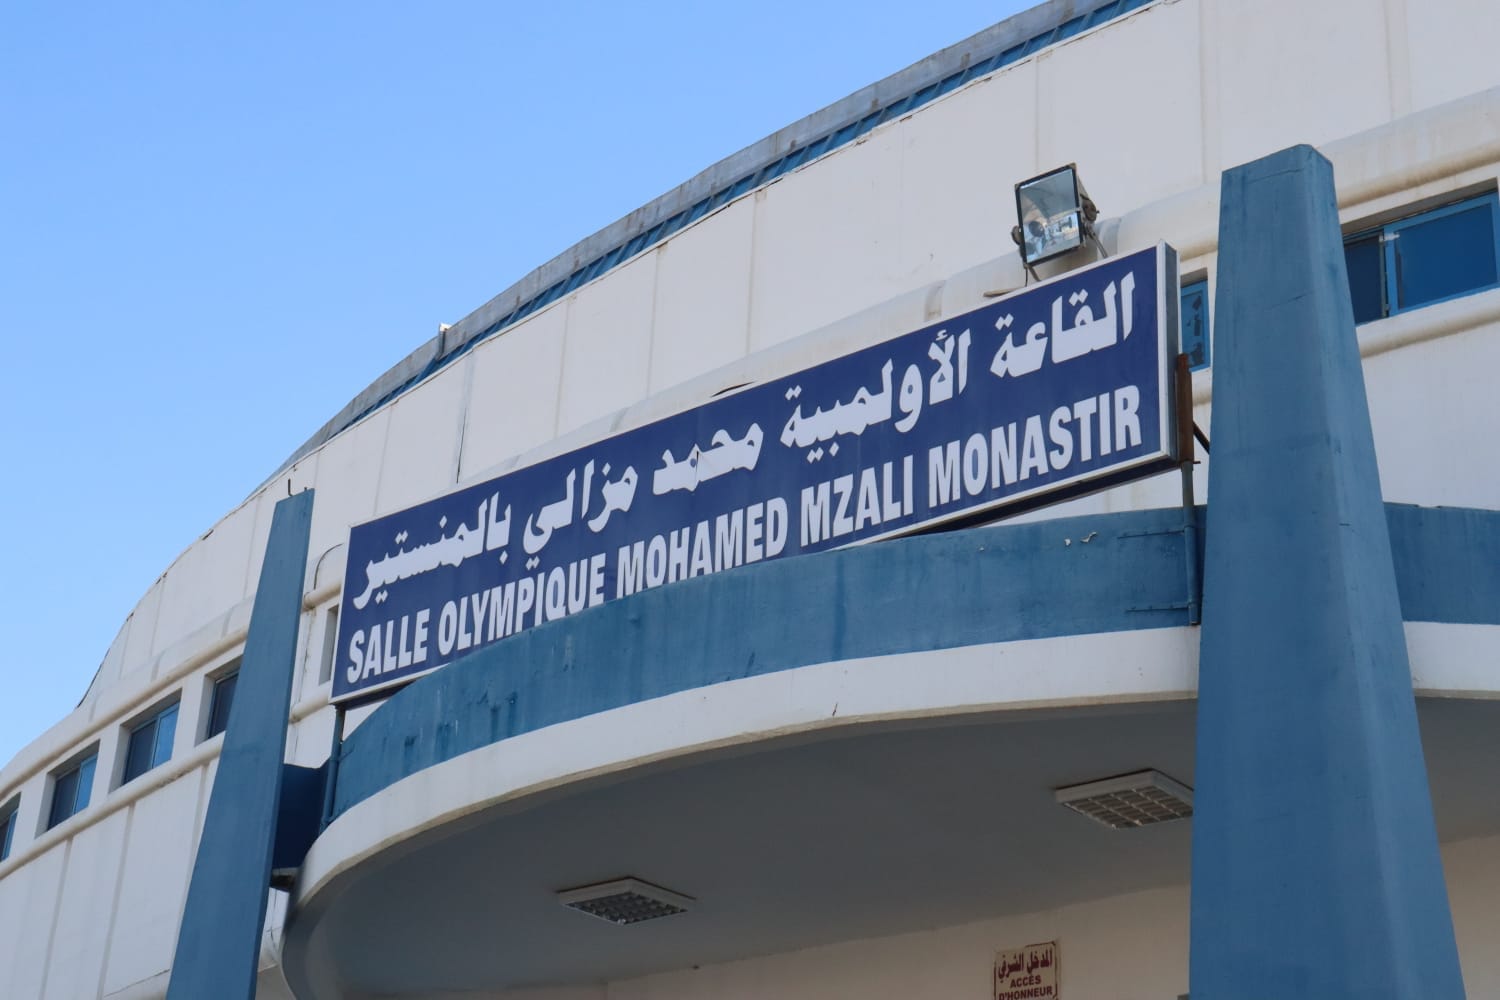 القاعة الأولمبية محمد مزالي بالمنستير
SALLE OLYMPIQUE MOHAMED MZALI MONASTIR
المدخل الشرفي
ACCÈS
D'HONNEUR